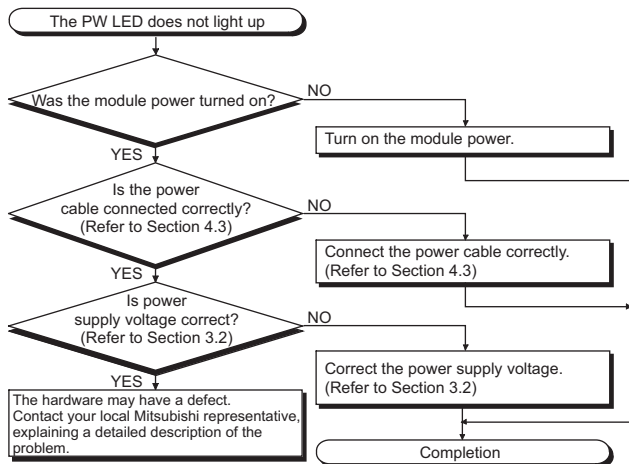 The PW LED does not light up
Was the module power turned on?
NO
Turn on the module power.
YES
Is the power
cable connected correctly?
(Refer to Section 4.3)
NO
Connect the power cable correctly.
(Refer to Section 4.3)
YES
Is power
supply voltage correct?
(Refer to Section 3.2)
NO
Correct the power supply voltage.
(Refer to Section 3.2)
YES
The hardware may have a defect.
Contact your local Mitsubishi representative,
explaining a detailed description of the
problem.
Completion